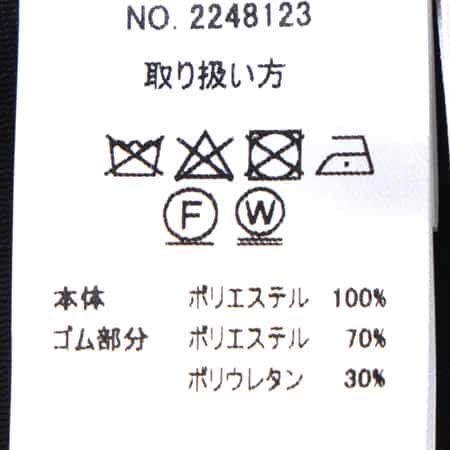 NO. 2248123
取り扱い方
F W
本体 ポリエステル 100%
ゴム部分 ポリエステル 70%
ポリウレタン 30%